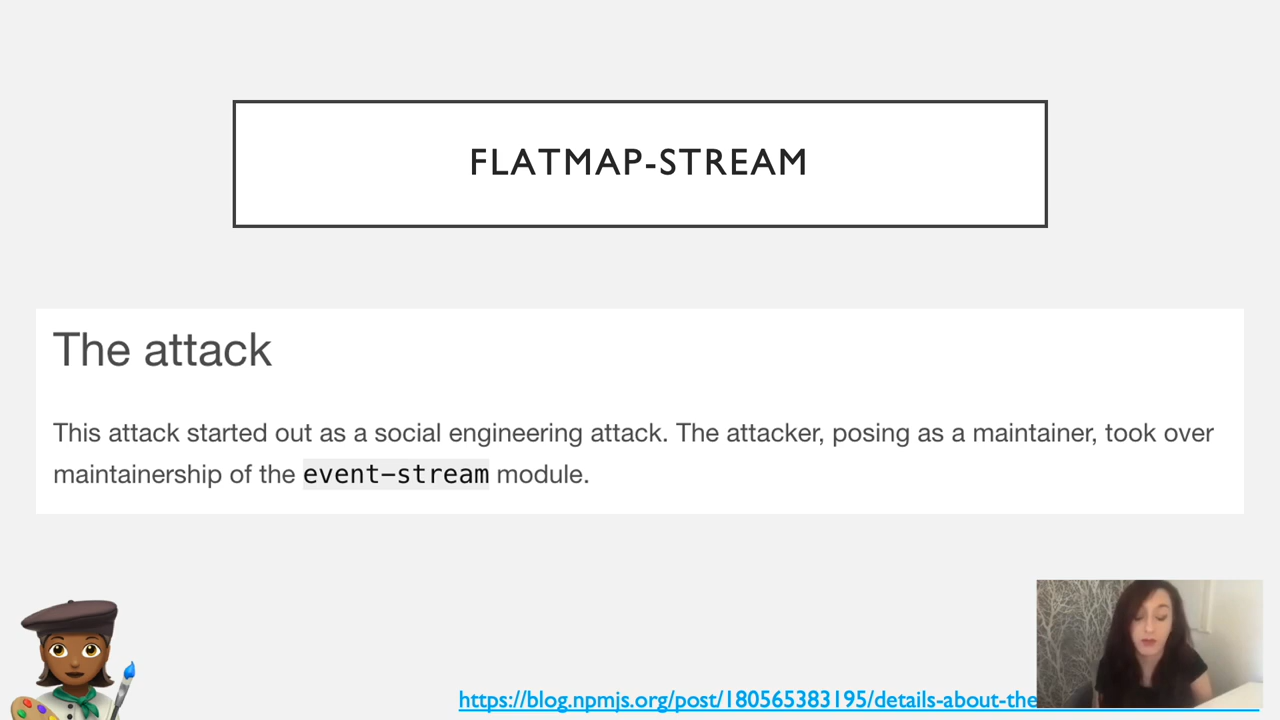 FLATMAP-STREAM
The attack
This attack started out as a social engineering attack. The attacker, posing as a maintainer, took over
maintainership of the event-stream module.
https://blog.npmjs.org/post/180565383195/details-about-the